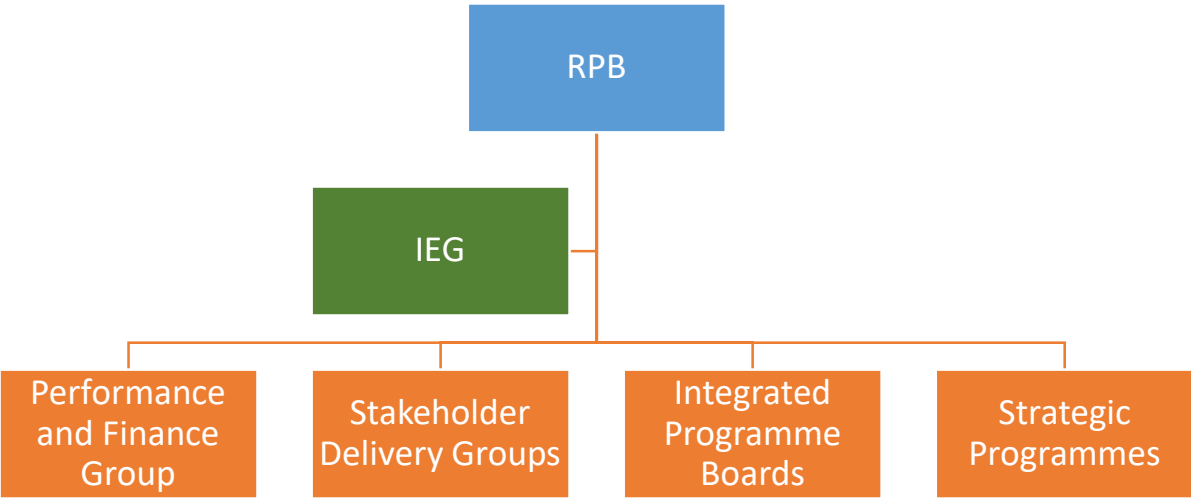 RPB
IEG
Performance
and Finance
Group
Stakeholder
Delivery Groups
Integrated
Programme
Boards
Strategic
Programmes